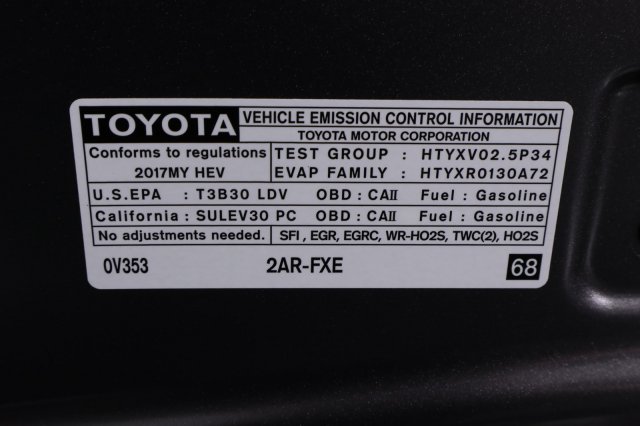 TOYOTA VEHICLE EMISSION CONTROL INFORMATION
TOYOTA MOTOR CORPORATION
Conforms to regulations TEST GROUP : HTYXV02.5P34
2017MY HEV EVAP FAMILY : HTYXR0130A72
U.S.EPA : T3B30 LDV OBD : CAII Fuel : Gasoline
California : SULEV30 PC OBD : CAII Fuel : Gasoline
No adjustments needed. SFI , EGR, EGRC, WR-HO2S, TWC(2), HO2S
0V353 2AR-FXE 68